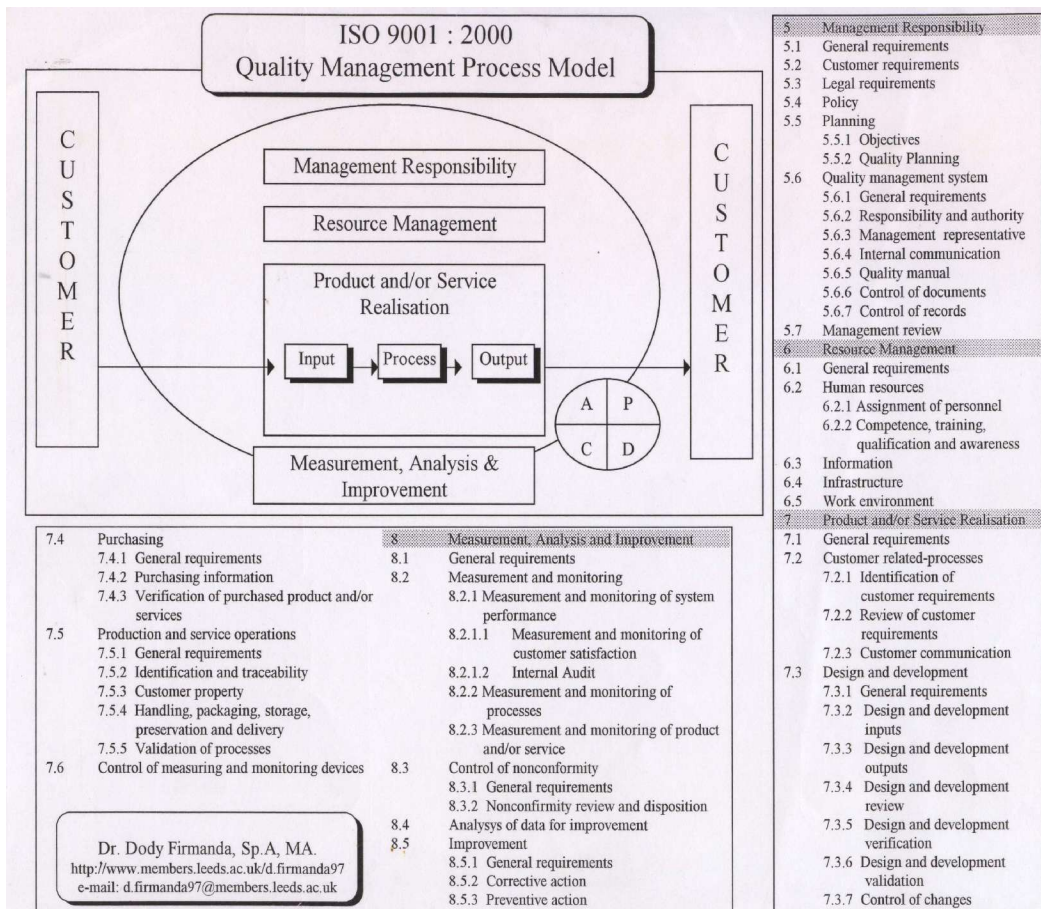 ISO 9001 : 2000
Quality Management Process Model
CUSTOMER
Management Responsibility
Resource Management
Product and/or Service
Realisation
Input
Process
Output
A P
C D
Measurement, Analysis &
Improvement
CUSTOMER
5 Management Responsibility
5.1 General requirements
5.2 Customer requirements
5.3 Legal requirements
5.4 Policy
5.5 Planning
5.5.1 Objectives
5.5.2 Quality Planning
5.6 Quality management system
5.6.1 General requirements
5.6.2 Responsibility and authority
5.6.3 Management representative
5.6.4 Internal communication
5.6.5 Quality manual
5.6.6 Control of documents
5.6.7 Control of records
5.7 Management review
6 Resource Management
6.1 General requirements
6.2 Human resources
6.2.1 Assignment of personnel
6.2.2 Competence, training,
qualification and awareness
6.3 Information
6.4 Infrastructure
6.5 Work environment
7 Product and/or Service Realisation
7.1 General requirements
7.2 Customer related-processes
7.2.1 Identification of
customer requirements
7.2.2 Review of customer
requirements
7.2.3 Customer communication
7.3 Design and development
7.3.1 General requirements
7.3.2 Design and development
inputs
7.3.3 Design and development
outputs
7.3.4 Design and development
review
7.3.5 Design and development
verification
7.3.6 Design and development
validation
7.3.7 Control of changes
7.4 Purchasing
7.4.1 General requirements
7.4.2 Purchasing information
7.4.3 Verification of purchased product and/or
services
7.5 Production and service operations
7.5.1 General requirements
7.5.2 Identification and traceability
7.5.3 Customer property
7.5.4 Handling, packaging, storage,
preservation and delivery
7.5.5 Validation of processes
7.6 Control of measuring and monitoring devices
8 Measurement, Analysis and Improvement
8.1 General requirements
8.2 Measurement and monitoring
8.2.1 Measurement and monitoring of system
performance
8.2.1.1 Measurement and monitoring of
customer satisfaction
8.2.1.2 Internal Audit
8.2.2 Measurement and monitoring of
processes
8.2.3 Measurement and monitoring of product
and/or service
8.3 Control of nonconformity
8.3.1 General requirements
8.3.2 Nonconfirmity review and disposition
8.4 Analysys of data for improvement
8.5 Improvement
8.5.1 General requirements
8.5.2 Corrective action
8.5.3 Preventive action
Dr. Dody Firmanda, Sp.A, MA.
http://www.members.leeds.ac.uk/d.firmanda97
e-mail: d.firmanda97@members.leeds.ac.uk